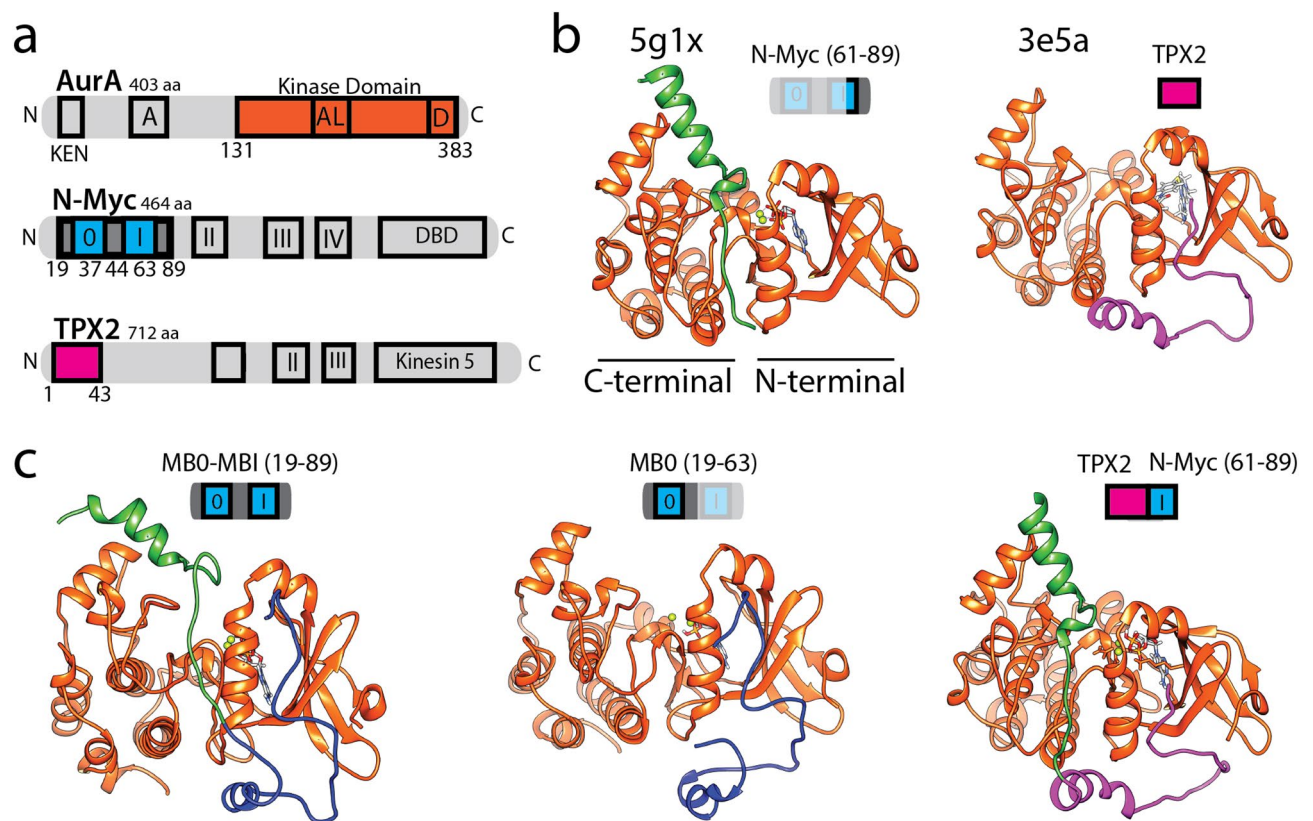 a
AurA 403 aa
Kinase Domain
N A AL D C
KEN 131 383
N-Myc 464 aa
N 0 I II III IV DBD C
19 37 44 63 89
TPX2 712 aa
N II III Kinesin 5 C
1 43
b
5g1x
N-Myc (61-89)
0 I
C-terminal N-terminal
3e5a
TPX2
c
MB0-MBI (19-89)
0 I
MB0 (19-63)
0 I
TPX2 N-Myc (61-89)
I